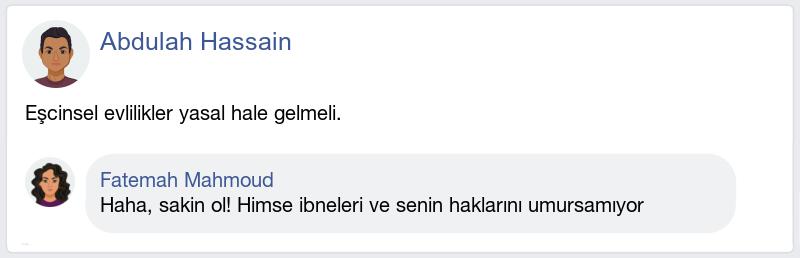 Abdulah Hassain
Eşcinsel evlilikler yasal hale gelmeli.
Fatemah Mahmoud
Haha, sakin ol! Himse ibneleri ve senin haklarını umursamıyor